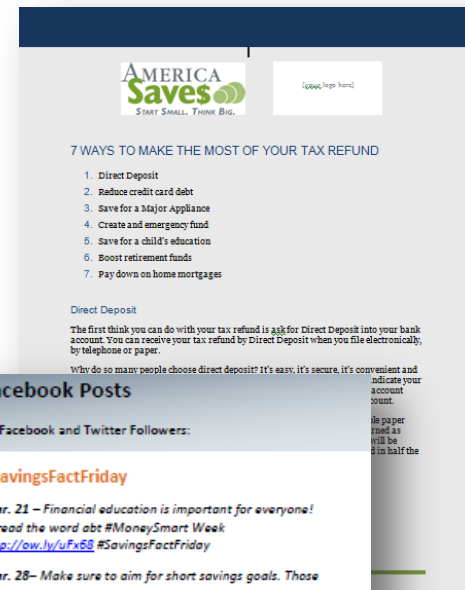 AMERICA
Saves
START SMALL. THINK BIG.
[your logo here]
7 WAYS TO MAKE THE MOST OF YOUR TAX REFUND
1. Direct Deposit
2. Reduce credit card debt
3. Save for a Major Appliance
4. Create and emergency fund
5. Save for a child's education
6. Boost retirement funds
7. Pay down on home mortgages
Direct Deposit
The first think you can do with your tax refund is ask for Direct Deposit into your bank
account. You can receive your tax refund by Direct Deposit when you file electronically,
by telephone or paper.
Why do so many people choose direct deposit? It's easy, it's secure, it's convenient and
indicate your
account
count.
le paper
rned as
will be
d in half the
acebook Posts
Facebook and Twitter Followers:
avingsFactFriday
ar. 21 – Financial education is important for everyone!
read the word abt #MoneySmart Week
p://ow.ly/uFx68 #SavingsFactFriday
ar. 28– Make sure to aim for short savings goals. Those